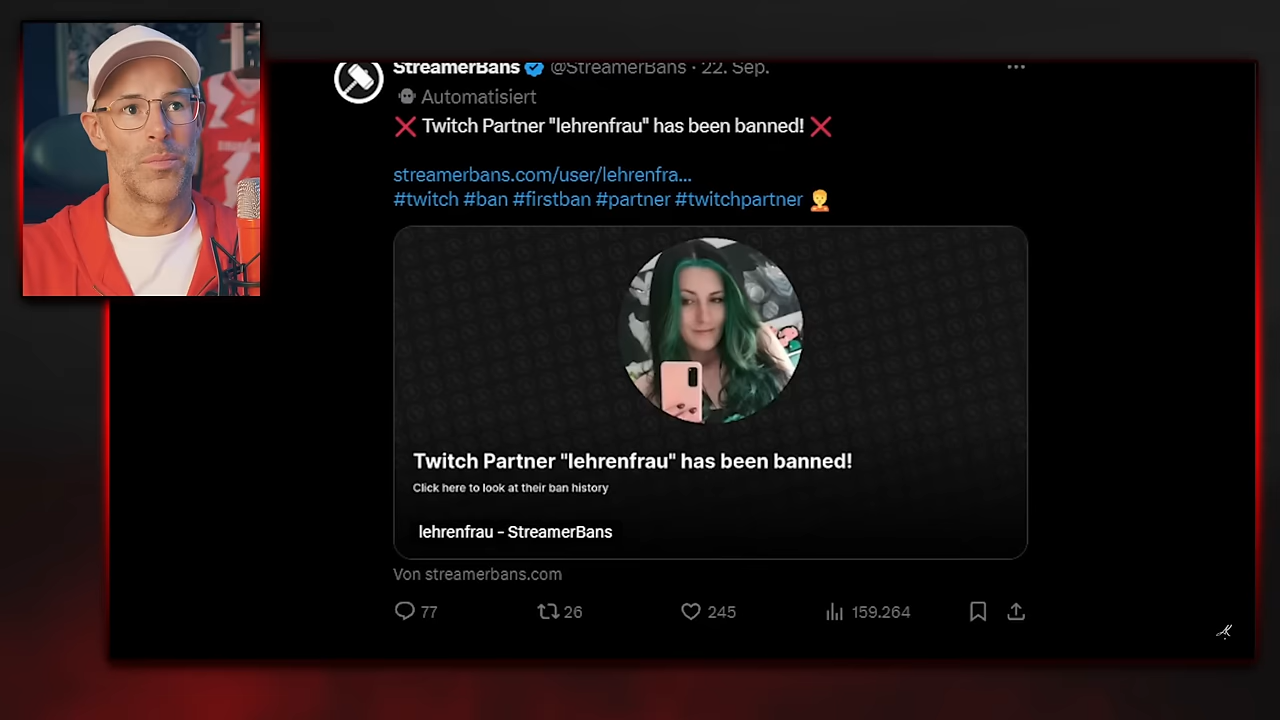 StreamerBans @StreamerBans · 22. Sep.
Automatisiert
❌ Twitch Partner "lehrenfrau" has been banned! ❌
streamerbans.com/user/lehrenfra...
#twitch #ban #firstban #partner #twitchpartner
Twitch Partner "lehrenfrau" has been banned!
Click here to look at their ban history
lehrenfrau - StreamerBans
Von streamerbans.com
77 26 245 159.264